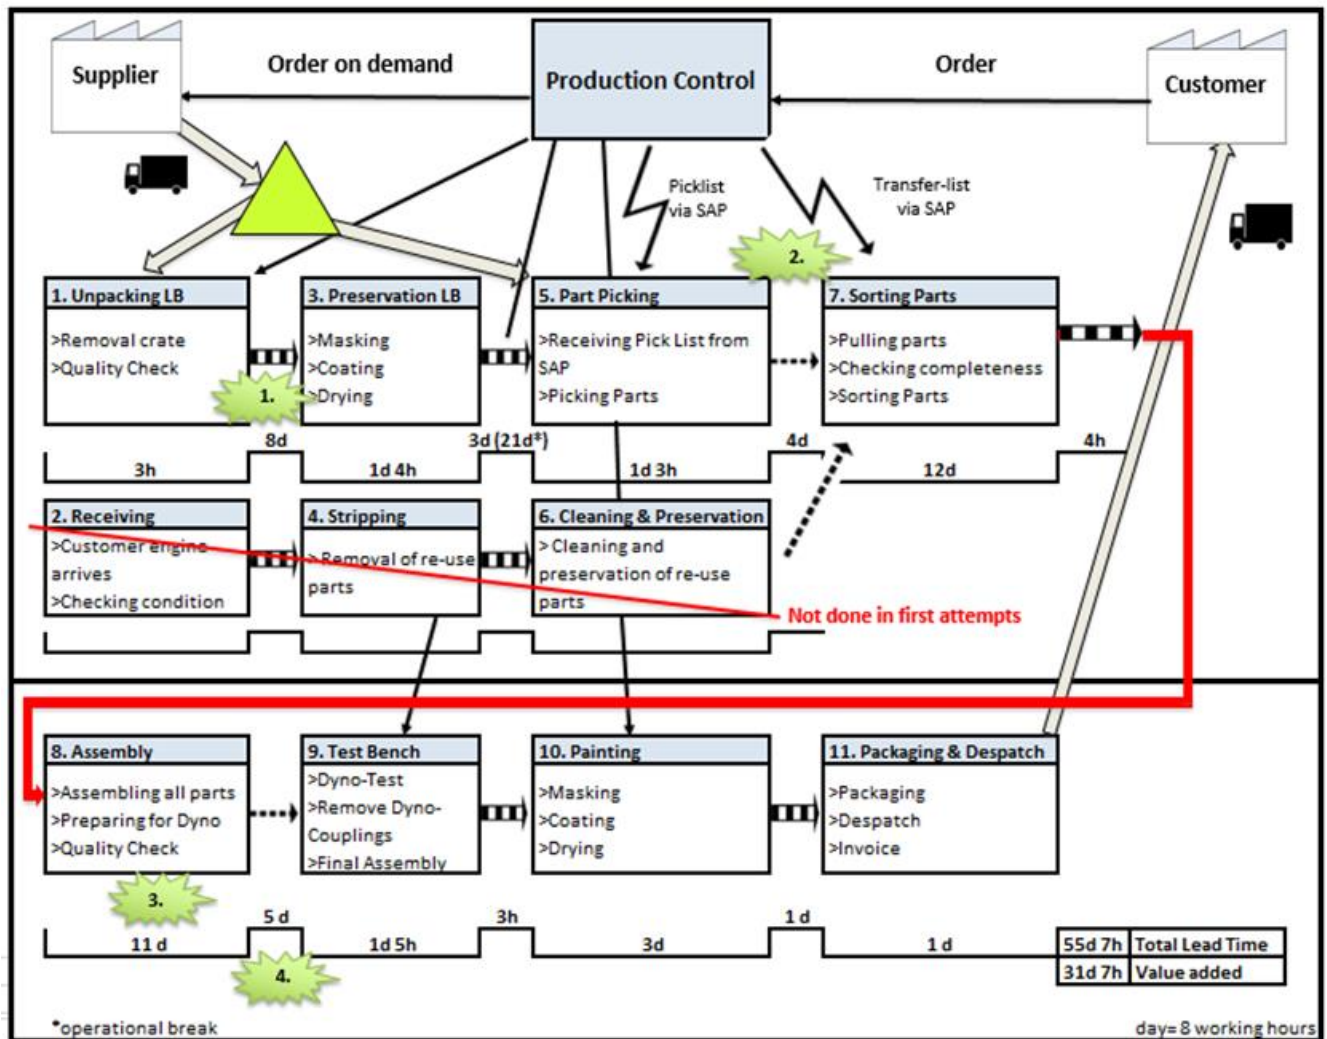 Supplier
Order on demand
Production Control
Order
Customer
Picklist
via SAP
Transfer-list
via SAP
2.
1. Unpacking LB
>Removal crate
>Quality Check
3. Preservation LB
>Masking
>Coating
>Drying
5. Part Picking
>Receiving Pick List from
SAP
>Picking Parts
7. Sorting Parts
>Pulling parts
>Checking completeness
>Sorting Parts
1.
8d
3d (21d*)
4d
4h
3h
1d 4h
1d 3h
12d
2. Receiving
>Customer engine
arrives
>Checking condition
4. Stripping
> Removal of re-use
parts
6. Cleaning & Preservation
> Cleaning and
preservation of re-use
parts
Not done in first attempts
8. Assembly
>Assembling all parts
>Preparing for Dyno
>Quality Check
9. Test Bench
>Dyno-Test
>Remove Dyno-
Couplings
>Final Assembly
10. Painting
>Masking
>Coating
>Drying
11. Packaging & Despatch
>Packaging
>Despatch
>Invoice
3.
5 d
3h
1 d
11 d
1d 5h
3d
1 d
55d 7h Total Lead Time
31d 7h Value added
4.
*operational break
day= 8 working hours